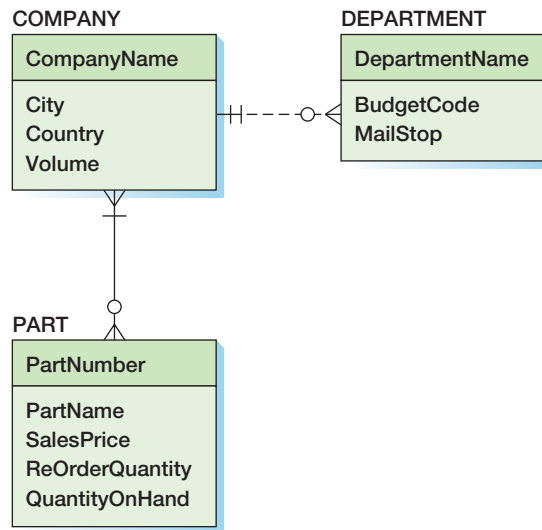 COMPANY
CompanyName
City
Country
Volume
DEPARTMENT
DepartmentName
BudgetCode
MailStop
PART
PartNumber
PartName
SalesPrice
ReOrderQuantity
QuantityOnHand